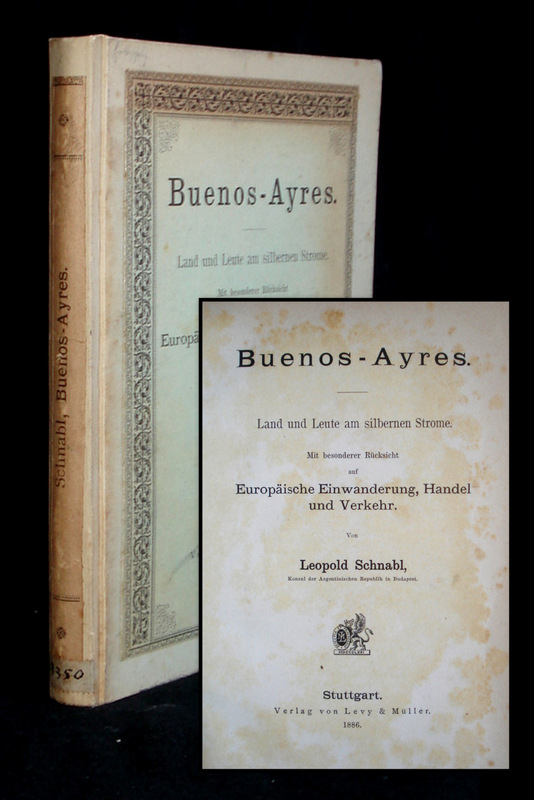 Schnabl, Buenos-Ayres.
350
Buenos-Ayres.
Land und Leute am silbernen Strome.
Mit besonderer Rücksicht
Europä
Buenos-Ayres.
Land und Leute am silbernen Strome.
Mit besonderer Rücksicht
auf
Europäische Einwanderung, Handel
und Verkehr.
Von
Leopold Schnabl,
Konsul der Argentinischen Republik in Budapest.
Stuttgart.
Verlag von Levy & Müller.
1886.